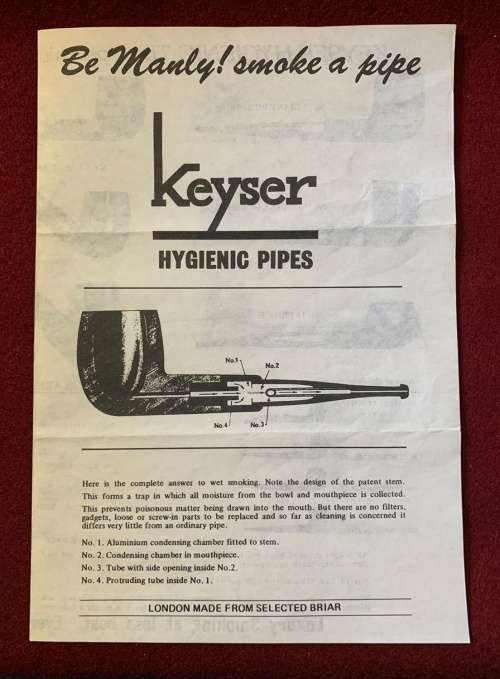 Be Manly! smoke a pipe
Keyser
HYGIENIC PIPES
No.1
No.2
No.4
No.3
Here is the complete answer to wet smoking. Note the design of the patent stem.
This forms a trap in which all moisture from the bowl and mouthpiece is collected.
This prevents poisonous matter being drawn into the mouth. But there are no filters,
gadgets, loose or screw-in parts to be replaced and so far as cleaning is concerned it
differs very little from an ordinary pipe.
No. 1. Aluminium condensing chamber fitted to stem.
No. 2. Condensing chamber in mouthpiece.
No. 3. Tube with side opening inside No.2.
No. 4. Protruding tube inside No. 1.
LONDON MADE FROM SELECTED BRIAR